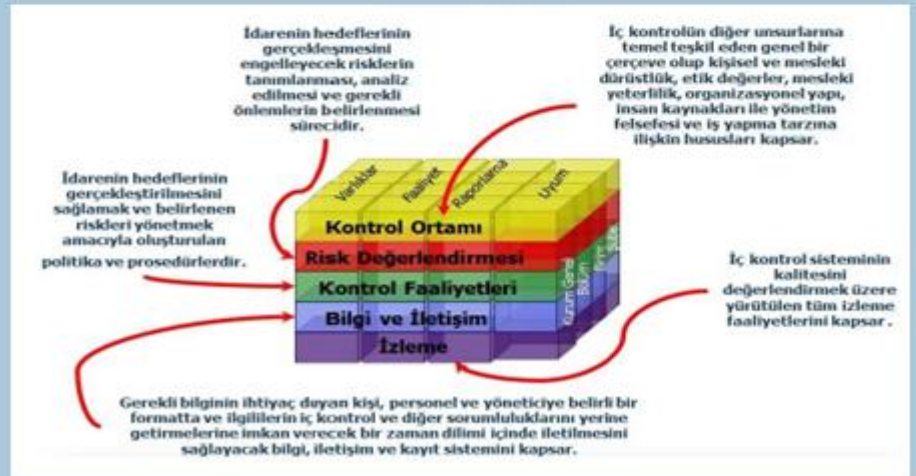 İdarenin hedeflerinin
gerçekleşmesini
engelleyecek risklerin
tanımlanması, analiz
edilmesi ve gerekli
önlemlerin belirlenmesi
sürecidir.
İç kontrolün diğer unsurlarına
temel teşkil eden genel bir
çerçeve olup kişisel ve mesleki
dürüstlük, etik değerler, mesleki
yeterlilik, organizasyonel yapı,
insan kaynakları ile yönetim
felsefesi ve iş yapma tarzına
ilişkin hususları kapsar.
İdarenin hedeflerinin
gerçekleştirilmesini
sağlamak ve belirlenen
riskleri yönetmek
amacıyla oluşturulan
politika ve prosedürlerdir.
Varlıklar
Faaliyet
Raporlama
Uyum
Kontrol Ortamı
Risk Değerlendirmesi
Kontrol Faaliyetleri
Bilgi ve İletişim
İzleme
Kurum Genel
Bölüm
Birim
Şube
İç kontrol sisteminin
kalitesini
değerlendirmek üzere
yürütülen tüm izleme
faaliyetlerini kapsar.
Gerekli bilginin ihtiyaç duyan kişi, personel ve yöneticiye belirli bir
formatta ve ilgililerin iç kontrol ve diğer sorumluluklarını yerine
getirmelerine imkan verecek bir zaman dilimi içinde iletilmesini
sağlayacak bilgi, iletişim ve kayıt sistemini kapsar.